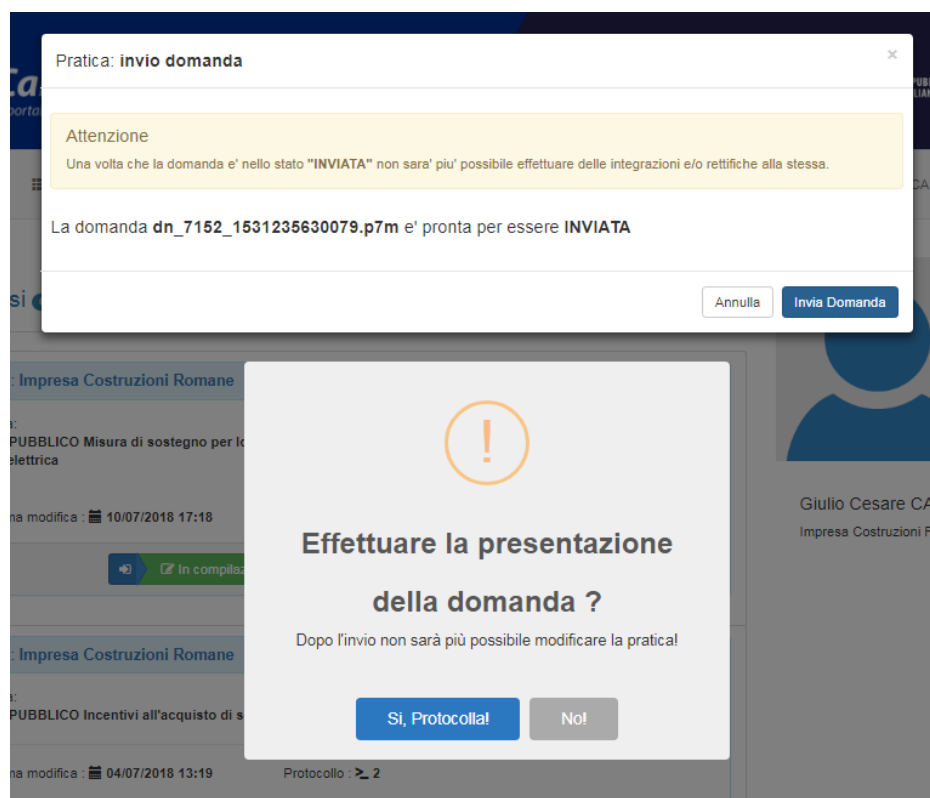 Pratica: invio domanda ×
Attenzione
Una volta che la domanda e' nello stato "INVIATA" non sara' piu' possibile effettuare delle integrazioni e/o rettifiche alla stessa.
La domanda dn_7152_1531235630079.p7m e' pronta per essere INVIATA
Annulla Invia Domanda
: Impresa Costruzioni Romane
PUBBLICO Misura di sostegno per lo
elettrica
na modifica : 10/07/2018 17:18
In compilaz
!
Effettuare la presentazione
della domanda ?
Dopo l'invio non sarà più possibile modificare la pratica!
Si, Protocolla! No!
Giulio Cesare CA
Impresa Costruzioni R
: Impresa Costruzioni Romane
PUBBLICO Incentivi all'acquisto di s
na modifica : 04/07/2018 13:19 Protocollo : 2